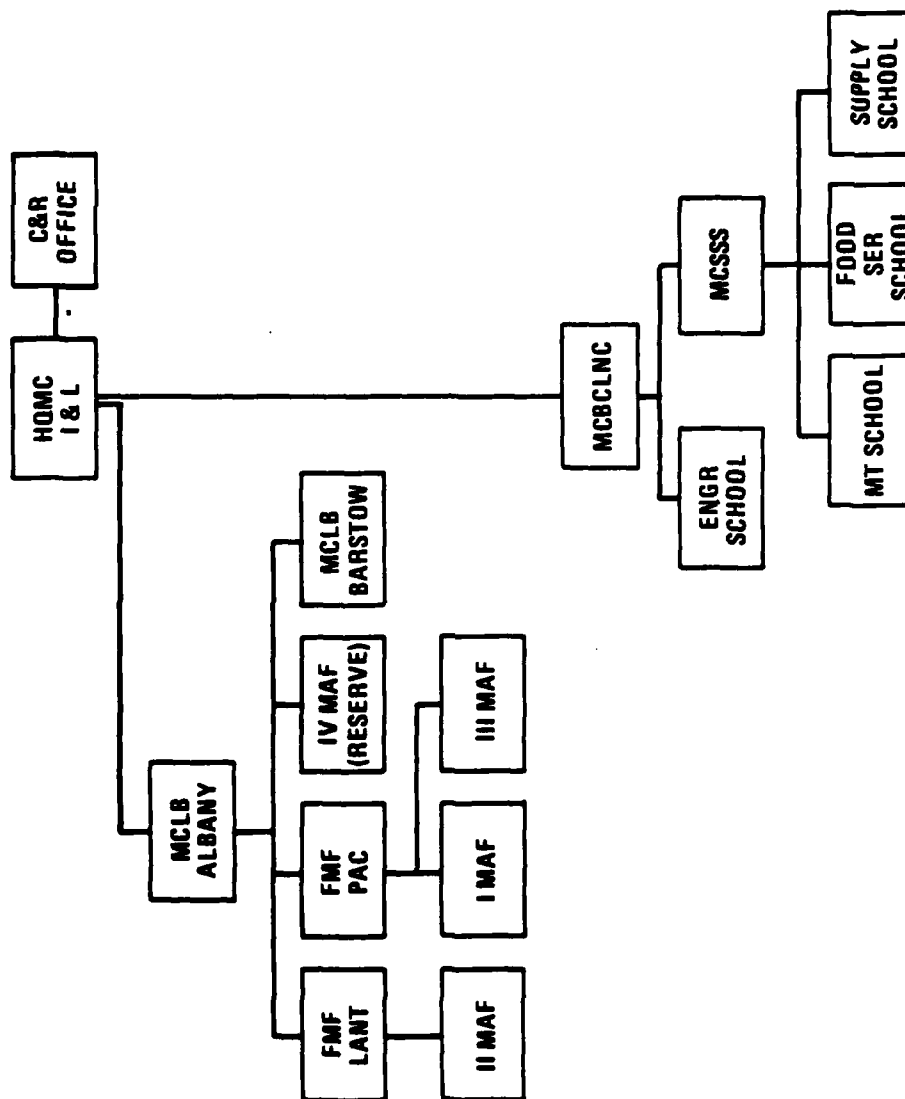 HQMC
I & L
C&R
OFFICE
MCLB
ALBANY
MCBCLNC
FMF
LANT
FMF
PAC
IV MAF
(RESERVE)
MCLB
BARSTOW
ENGR
SCHOOL
MCSSS
II MAF
I MAF
III MAF
MT SCHOOL
FOOD
SER
SCHOOL
SUPPLY
SCHOOL